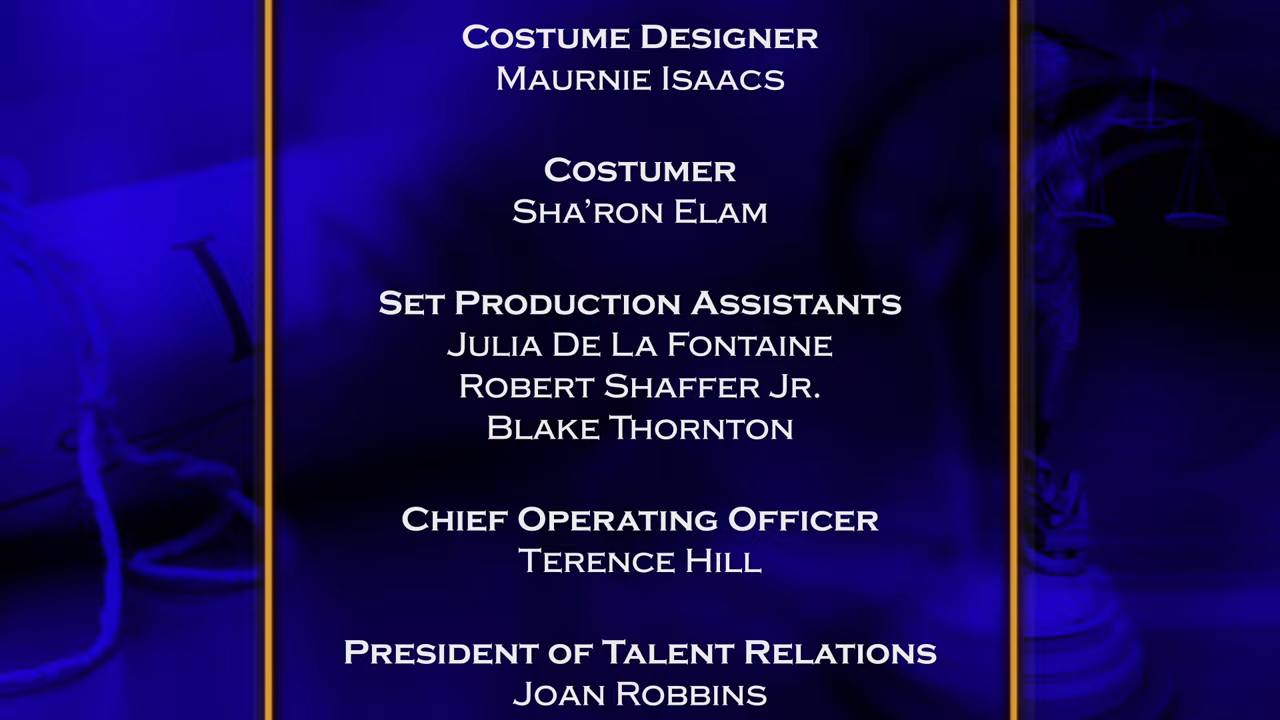 Costume Designer
Maurnie Isaacs
Costumer
Sha’ron Elam
Set Production Assistants
Julia De La Fontaine
Robert Shaffer Jr.
Blake Thornton
Chief Operating Officer
Terence Hill
President of Talent Relations
Joan Robbins